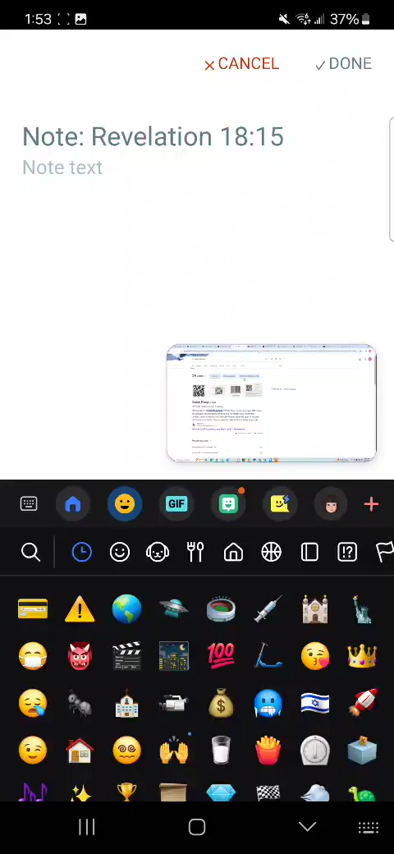 1:53 37%
CANCEL DONE
Note: Revelation 18:15
Note text
GIF